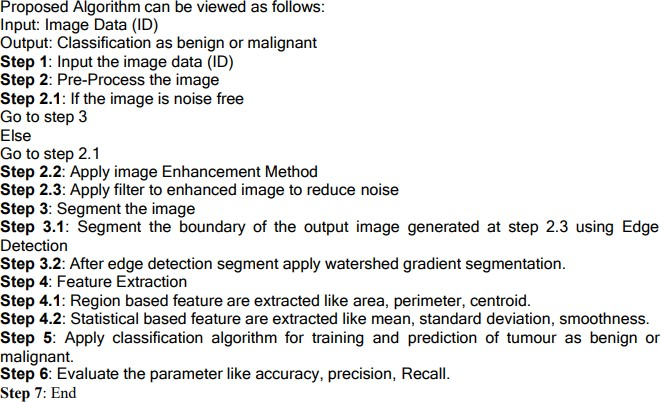 Proposed Algorithm can be viewed as follows:
Input: Image Data (ID)
Output: Classification as benign or malignant
Step 1: Input the image data (ID)
Step 2: Pre-Process the image
Step 2.1: If the image is noise free
Go to step 3
Else
Go to step 2.1
Step 2.2: Apply image Enhancement Method
Step 2.3: Apply filter to enhanced image to reduce noise
Step 3: Segment the image
Step 3.1: Segment the boundary of the output image generated at step 2.3 using Edge
Detection
Step 3.2: After edge detection segment apply watershed gradient segmentation.
Step 4: Feature Extraction
Step 4.1: Region based feature are extracted like area, perimeter, centroid.
Step 4.2: Statistical based feature are extracted like mean, standard deviation, smoothness.
Step 5: Apply classification algorithm for training and prediction of tumour as benign or
malignant.
Step 6: Evaluate the parameter like accuracy, precision, Recall.
Step 7: End